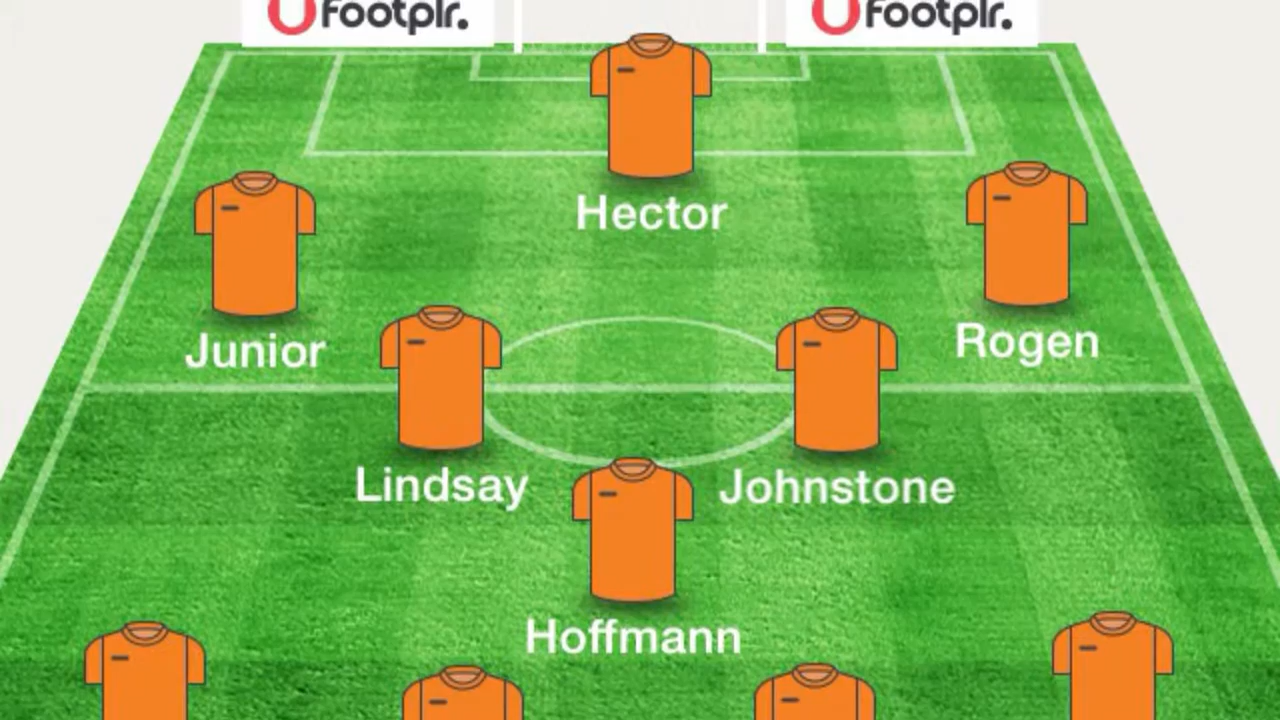 Footplr.
Footplr.
Hector
Junior
Rogen
Lindsay
Johnstone
Hoffmann